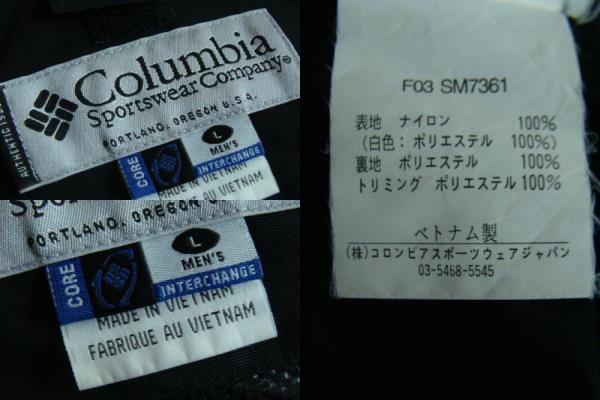 Columbia
Sportswear Company®
PORTLAND, OREGON U.S.A.
L
MEN'S
CORE
INTERCHANGE
MADE IN VIETNAM
FABRIQUE AU VIETNAM
PORTLAND, OREGON
L
MEN'S
CORE
INTERCHANGE
MADE IN VIETNAM
FABRIQUE AU VIETNAM
F03 SM7361
表地 ナイロン 100%
(白色：ポリエステル 100%)
裏地 ポリエステル 100%
トリミング ポリエステル 100%
ベトナム製
(株)コロンビアスポーツウェアジャパン
03-5468-5545